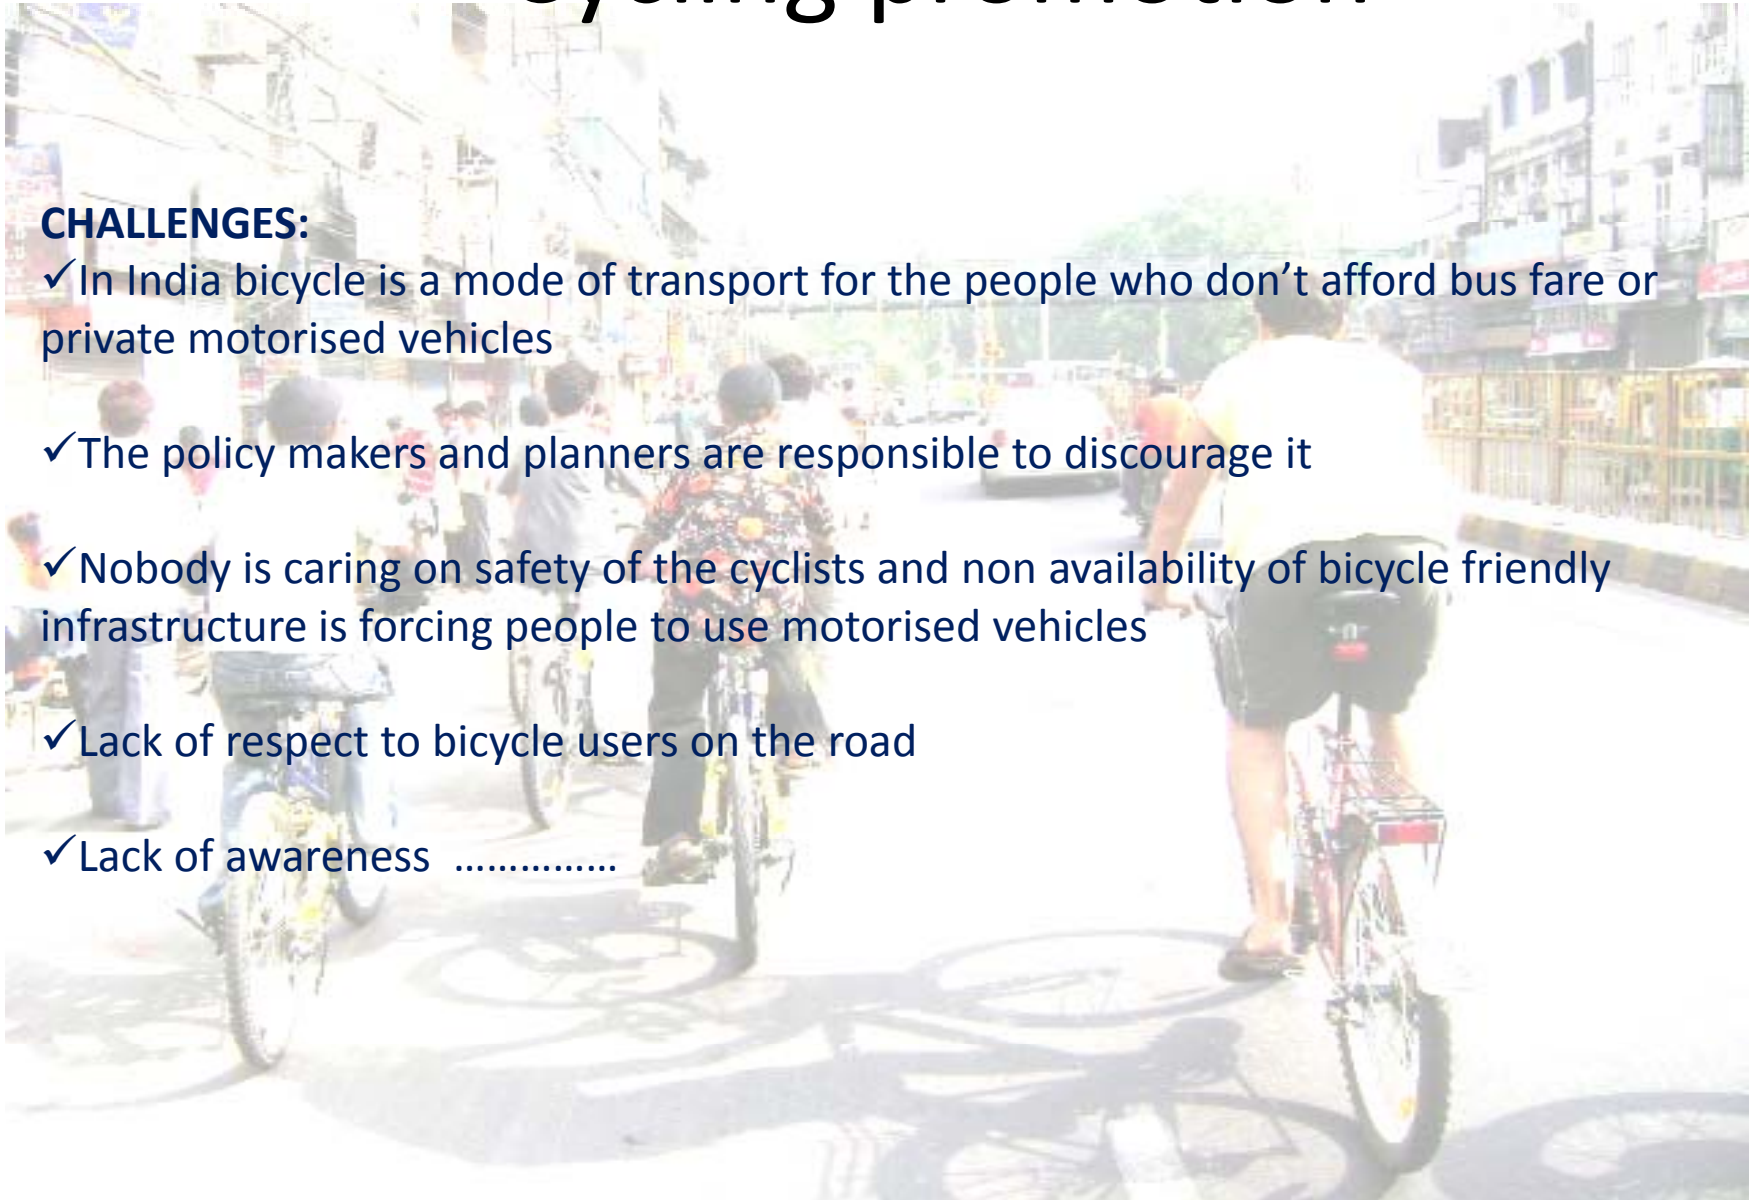 Cycling promotion
CHALLENGES:
✓In India bicycle is a mode of transport for the people who don’t afford bus fare or
private motorised vehicles
✓The policy makers and planners are responsible to discourage it
✓Nobody is caring on safety of the cyclists and non availability of bicycle friendly
infrastructure is forcing people to use motorised vehicles
✓Lack of respect to bicycle users on the road
✓Lack of awareness ……………